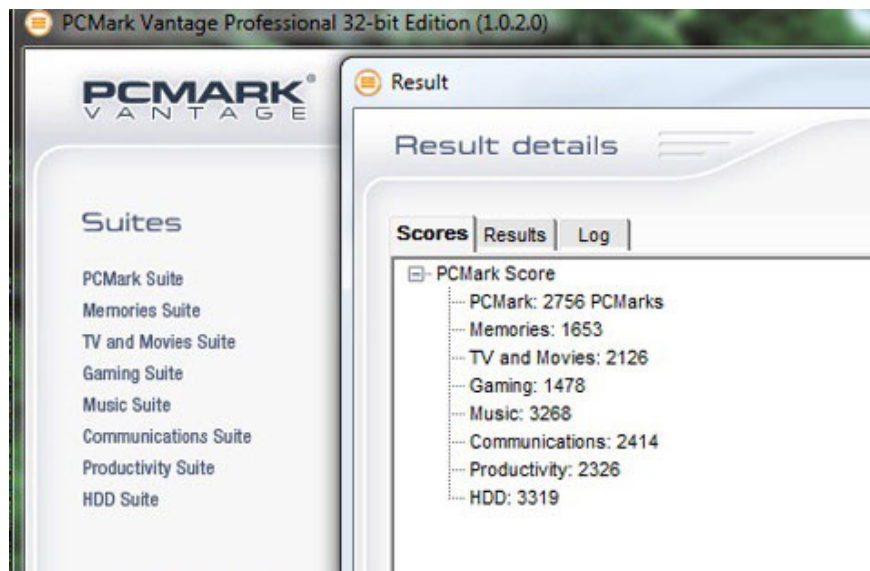 PCMark Vantage Professional 32-bit Edition (1.0.2.0)
PCMARK®
VANTAGE
Suites
PCMark Suite
Memories Suite
TV and Movies Suite
Gaming Suite
Music Suite
Communications Suite
Productivity Suite
HDD Suite
Result
Result details
Scores Results Log
PCMark Score
PCMark: 2756 PCMarks
Memories: 1653
TV and Movies: 2126
Gaming: 1478
Music: 3268
Communications: 2414
Productivity: 2326
HDD: 3319